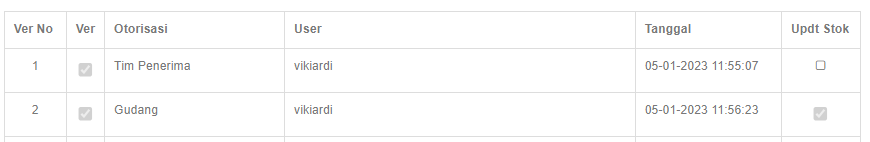 Ver No Ver Otorisasi User Tanggal Updt Stok
1 Tim Penerima vikiardi 05-01-2023 11:55:07
2 Gudang vikiardi 05-01-2023 11:56:23